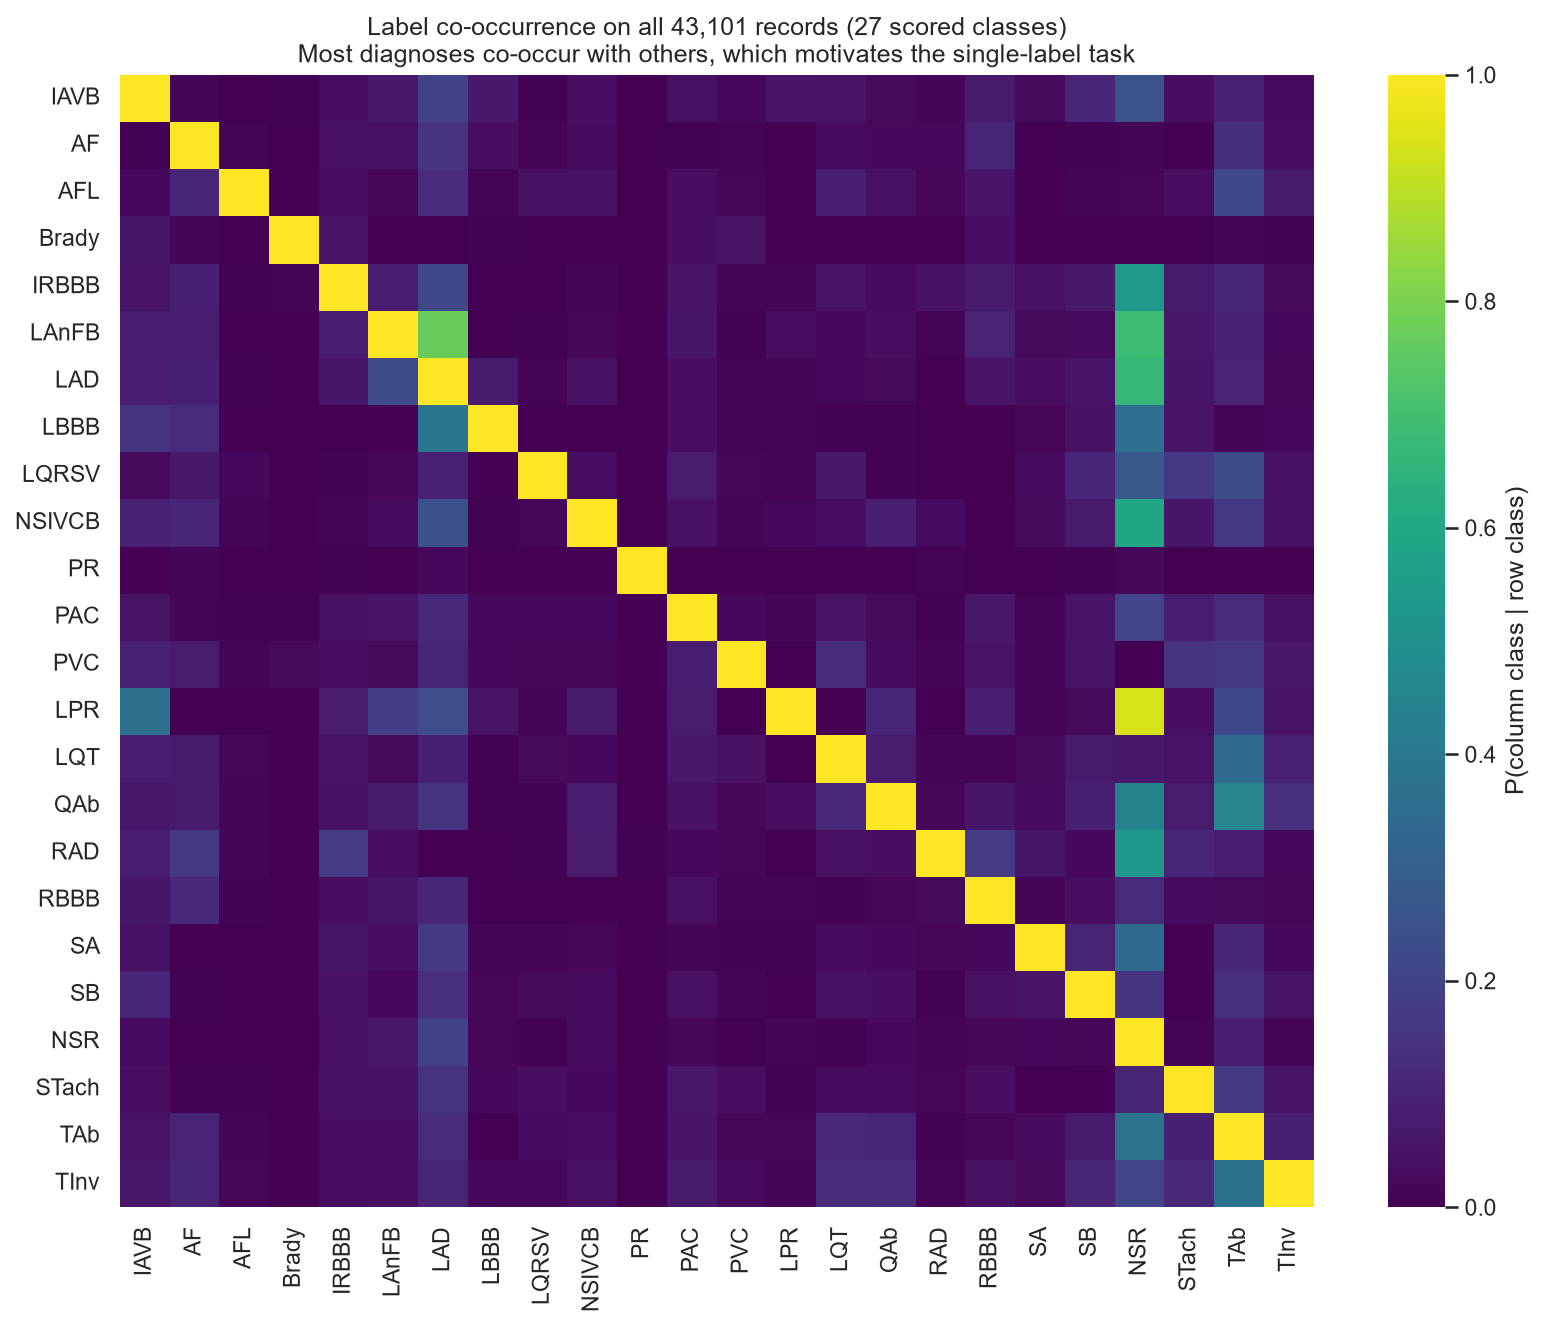 Label co-occurrence on all 43,101 records (27 scored classes)
Most diagnoses co-occur with others, which motivates the single-label task
IAVB
AF
AFL
Brady
IRBBB
LAnFB
LAD
LBBB
LQRSV
NSIVCB
PR
PAC
PVC
LPR
LQT
QAb
RAD
RBBB
SA
SB
NSR
STach
TAb
TInv
IAVB
AF
AFL
Brady
IRBBB
LAnFB
LAD
LBBB
LQRSV
NSIVCB
PR
PAC
PVC
LPR
LQT
QAb
RAD
RBBB
SA
SB
NSR
STach
TAb
TInv
1.0
0.8
0.6
0.4
0.2
0.0
P(column class | row class)